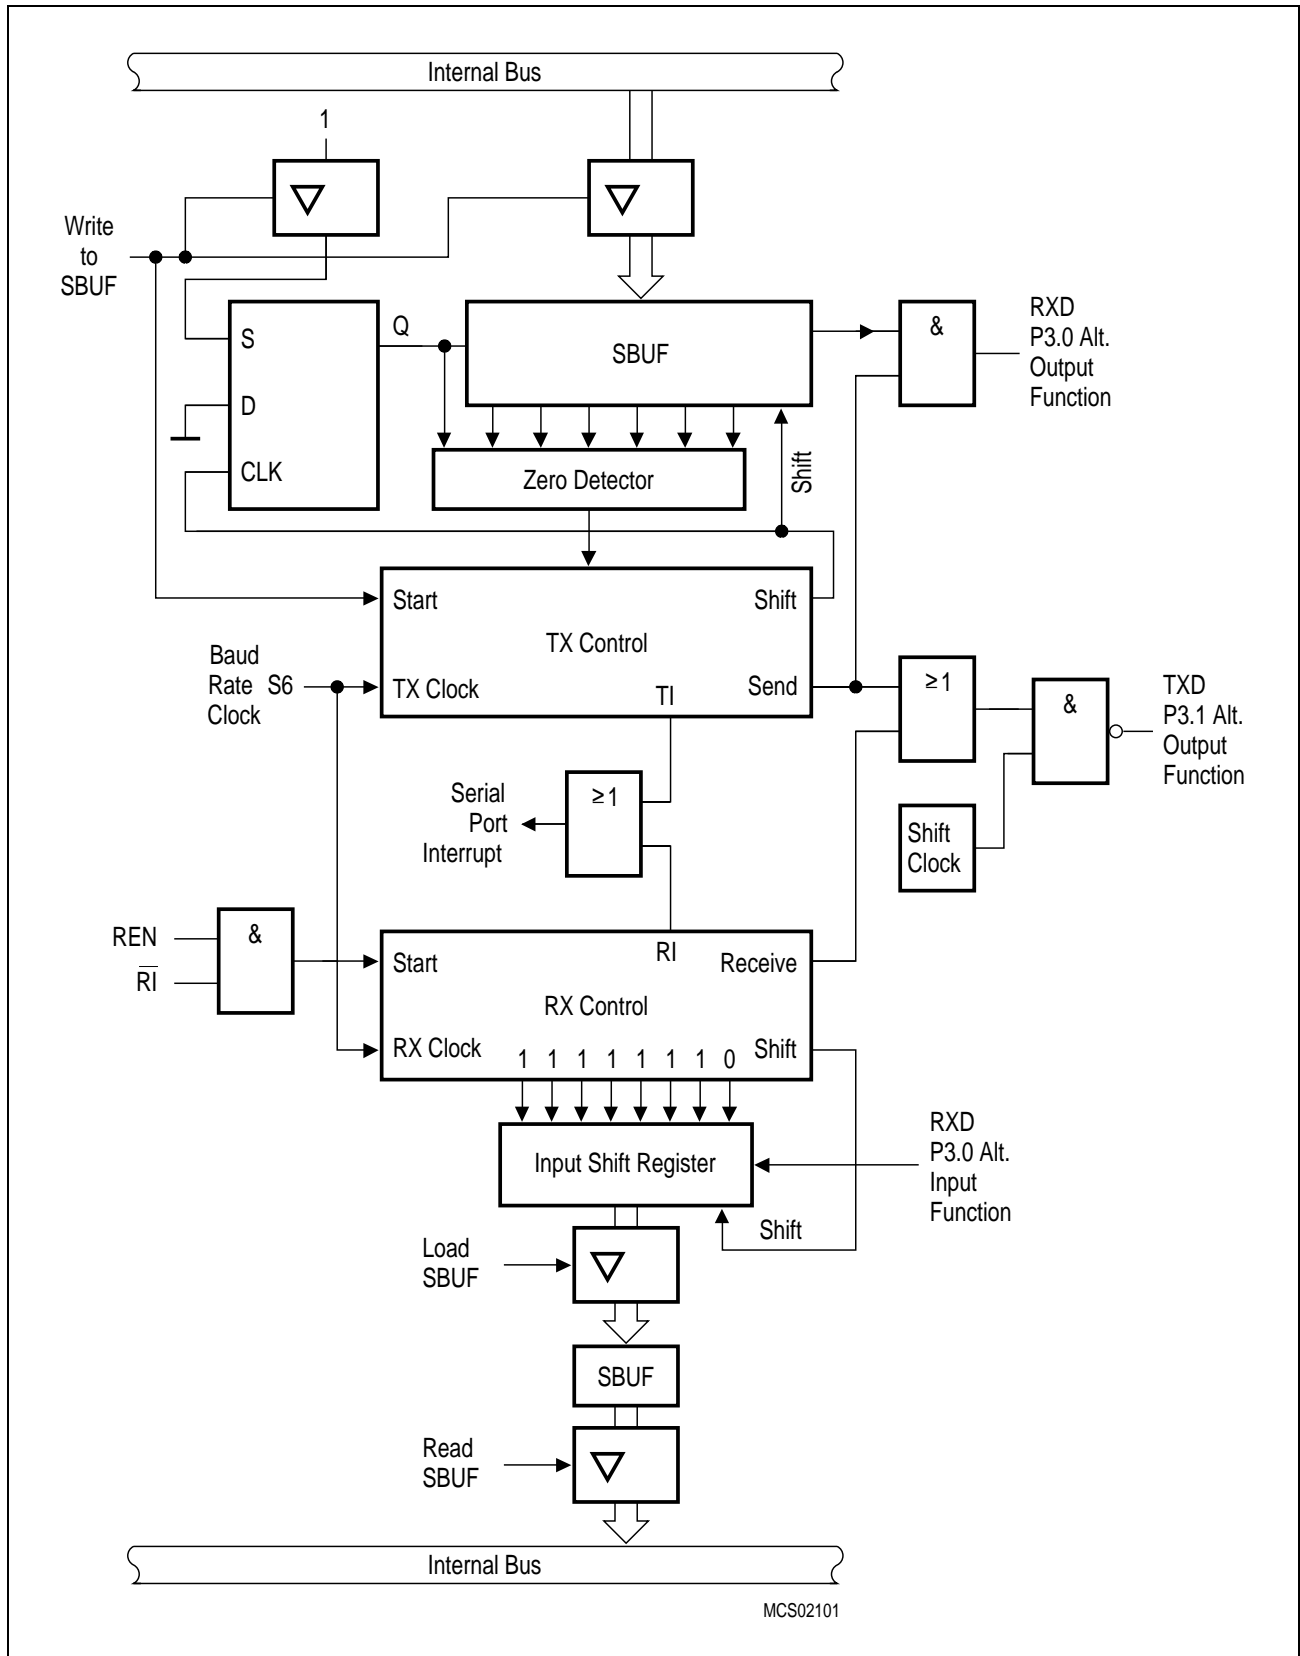 Internal Bus
1
Write
to
SBUF
S
Q
D
CLK
SBUF
&
RXD
P3.0 Alt.
Output
Function
Zero Detector
Shift
Start
Shift
TX Control
Baud
Rate S6
Clock
TX Clock
TI
Send
≥1
&
TXD
P3.1 Alt.
Output
Function
Serial
Port
Interrupt
≥1
Shift
Clock
REN
R̅I̅
&
Start
RI
Receive
RX Control
RX Clock
1 1 1 1 1 1 1 0
Shift
Input Shift Register
RXD
P3.0 Alt.
Input
Function
Shift
Load
SBUF
SBUF
Read
SBUF
Internal Bus
MCS02101